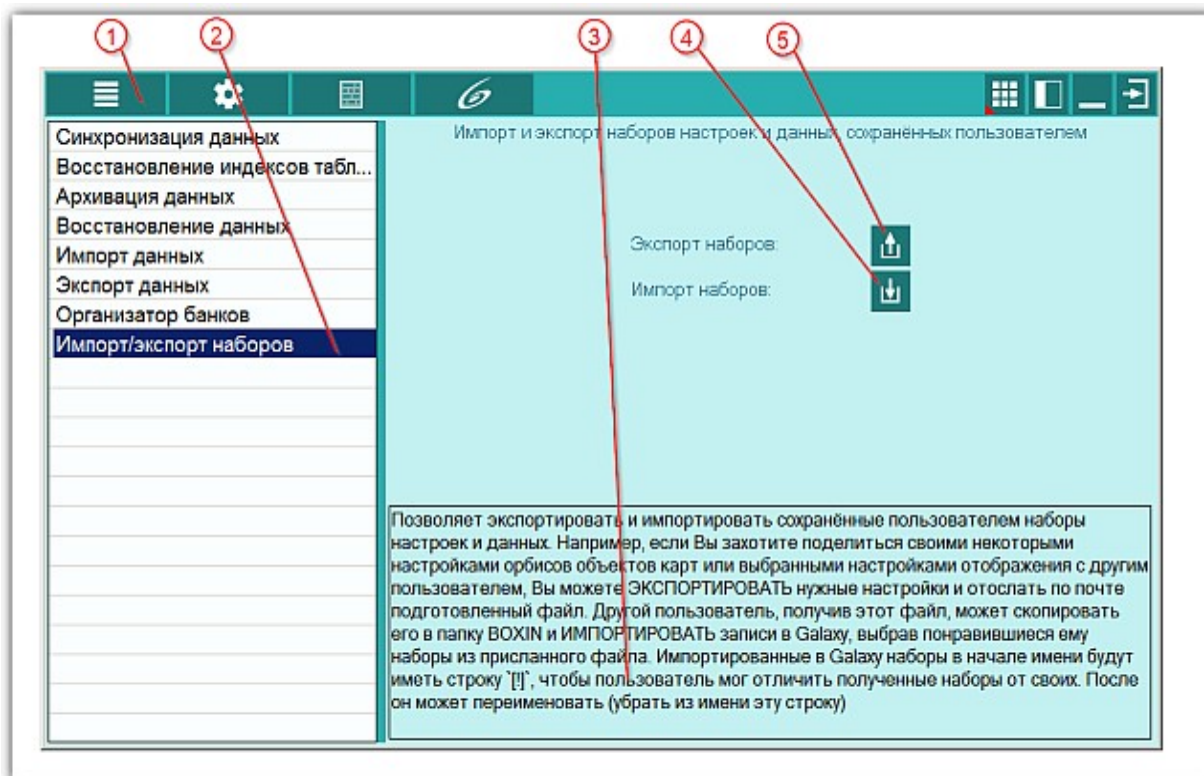 1
2
3
4
5
Синхронизация данных
Восстановление индексов табл...
Архивация данных
Восстановление данных
Импорт данных
Экспорт данных
Организатор банков
Импорт/экспорт наборов
Импорт и экспорт наборов настроек и данных, сохранённых пользователем
Экспорт наборов:
Импорт наборов:
Позволяет экспортировать и импортировать сохранённые пользователем наборы
настроек и данных. Например, если Вы захотите поделиться своими некоторыми
настройками орбисов объектов карт или выбранными настройками отображения с другим
пользователем, Вы можете ЭКСПОРТИРОВАТЬ нужные настройки и отослать по почте
подготовленный файл. Другой пользователь, получив этот файл, может скопировать
его в папку BOXIN и ИМПОРТИРОВАТЬ записи в Galaxy, выбрав понравившиеся ему
наборы из присланного файла. Импортированные в Galaxy наборы в начале имени будут
иметь строку `[!]`, чтобы пользователь мог отличить полученные наборы от своих. После
он может переименовать (убрать из имени эту строку)